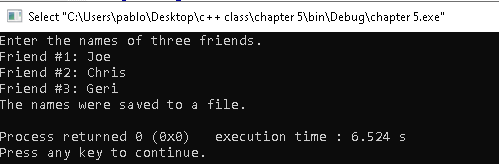 Select "C:\Users\pablo\Desktop\c++ class\chapter 5\bin\Debug\chapter 5.exe"
Enter the names of three friends.
Friend #1: Joe
Friend #2: Chris
Friend #3: Geri
The names were saved to a file.
Process returned 0 (0x0)   execution time : 6.524 s
Press any key to continue.